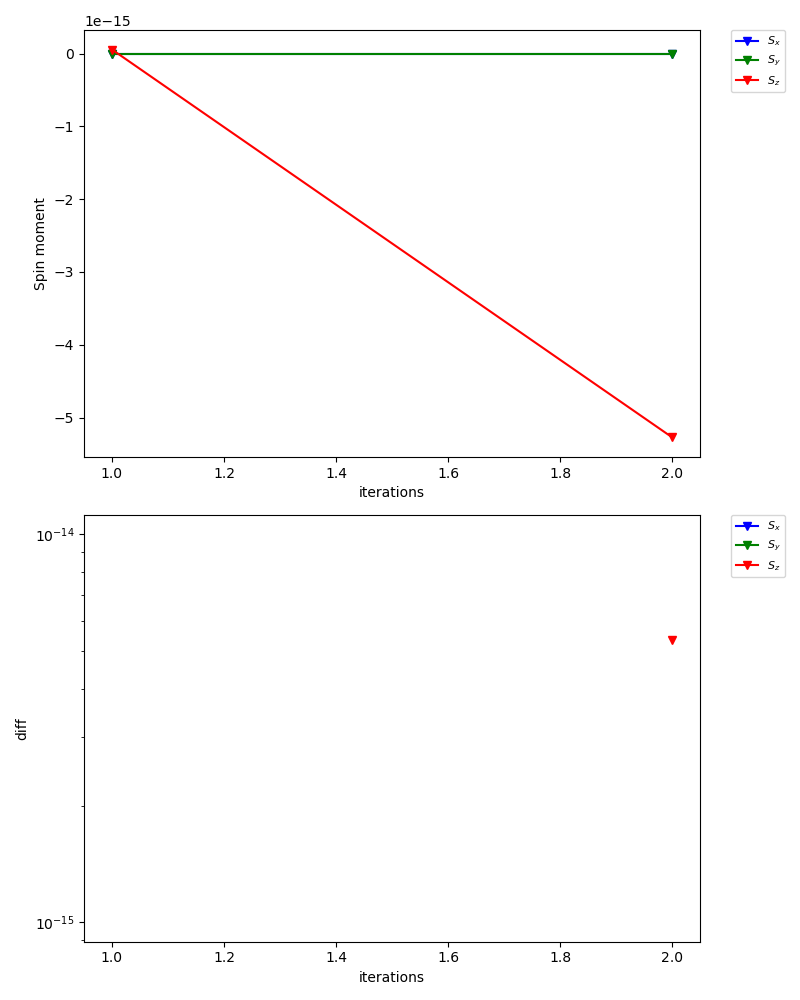 1e−15
0
−1
−2
−3
−4
−5
Spin moment
1.0 1.2 1.4 1.6 1.8 2.0
iterations
S_x
S_y
S_z
10^{−14}
10^{−15}
diff
1.0 1.2 1.4 1.6 1.8 2.0
iterations
S_x
S_y
S_z